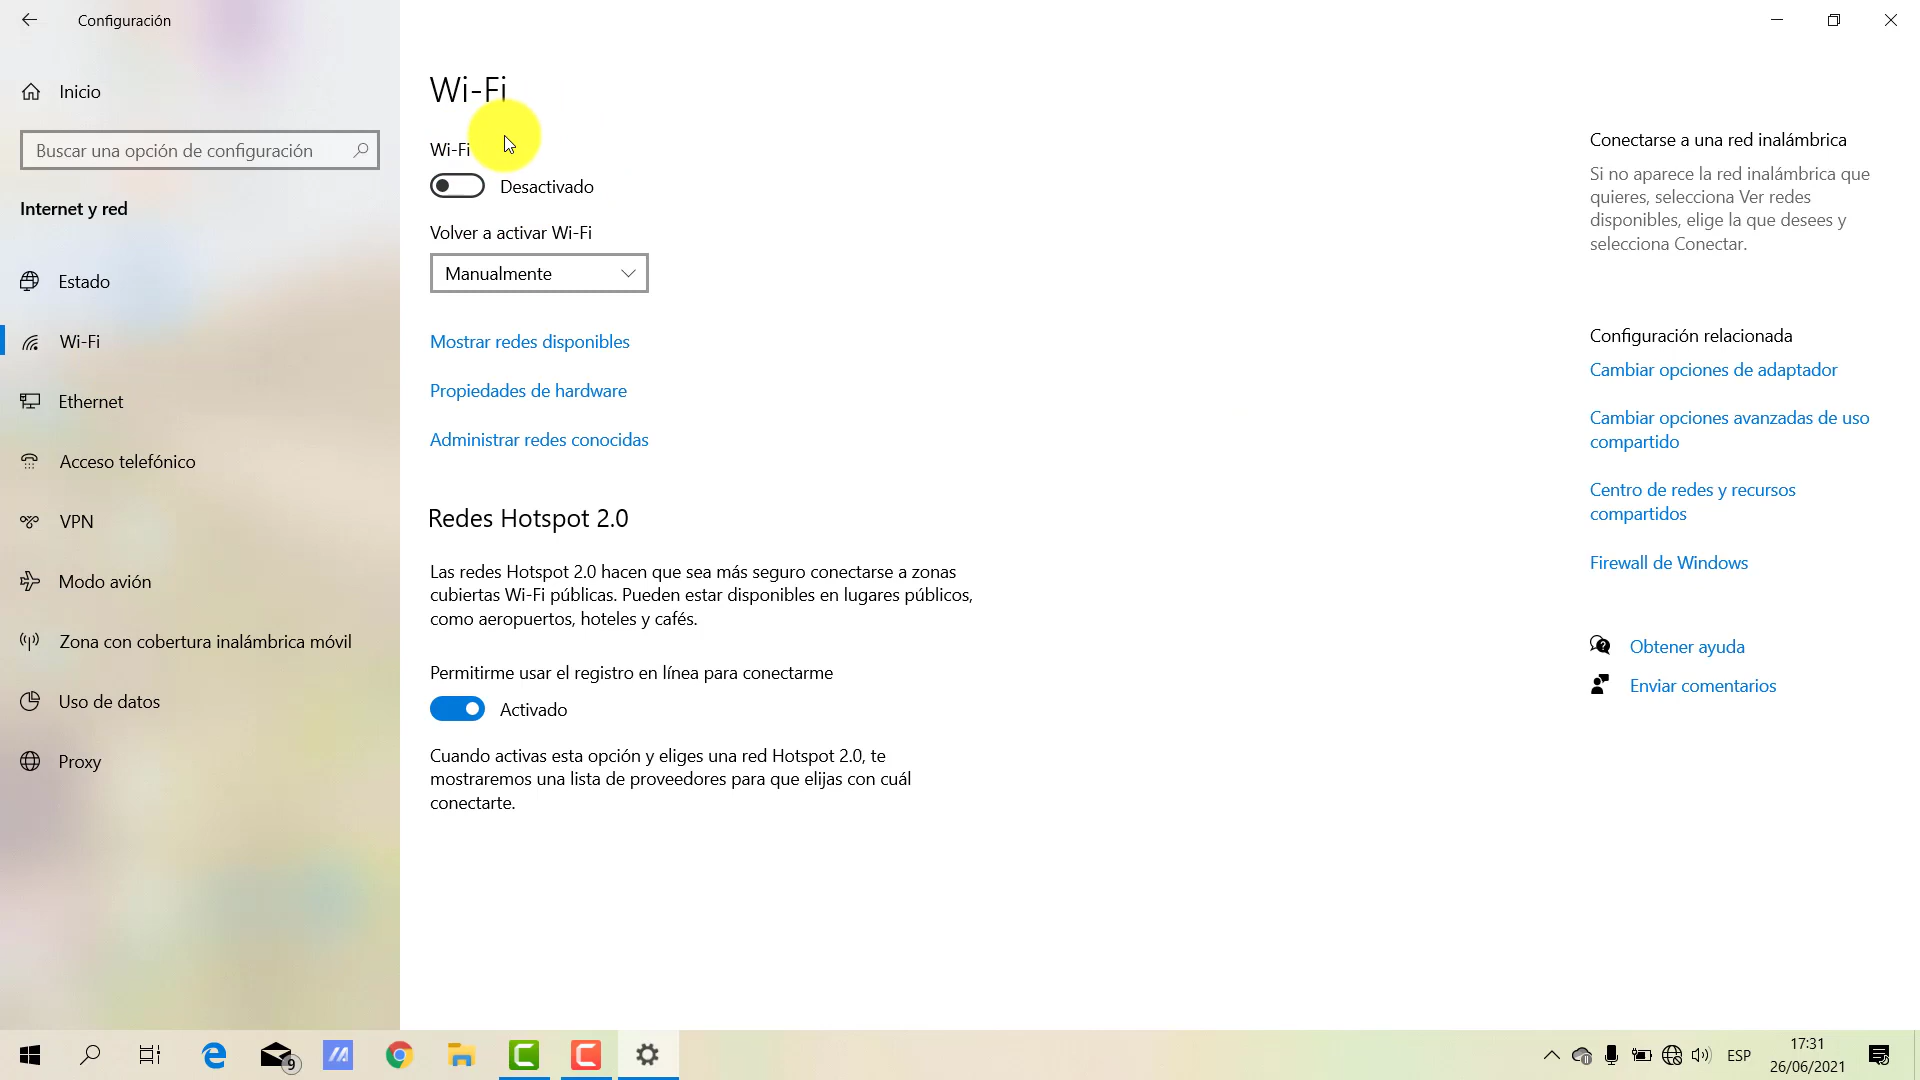 Configuración
Inicio
Buscar una opción de configuración
Internet y red
Estado
Wi-Fi
Ethernet
Acceso telefónico
VPN
Modo avión
Zona con cobertura inalámbrica móvil
Uso de datos
Proxy
Wi-Fi
Wi-Fi
Desactivado
Volver a activar Wi-Fi
Manualmente
Mostrar redes disponibles
Propiedades de hardware
Administrar redes conocidas
Redes Hotspot 2.0
Las redes Hotspot 2.0 hacen que sea más seguro conectarse a zonas
cubiertas Wi-Fi públicas. Pueden estar disponibles en lugares públicos,
como aeropuertos, hoteles y cafés.
Permitirme usar el registro en línea para conectarme
Activado
Cuando activas esta opción y eliges una red Hotspot 2.0, te
mostraremos una lista de proveedores para que elijas con cuál
conectarte.
Conectarse a una red inalámbrica
Si no aparece la red inalámbrica que
quieres, selecciona Ver redes
disponibles, elige la que desees y
selecciona Conectar.
Configuración relacionada
Cambiar opciones de adaptador
Cambiar opciones avanzadas de uso
compartido
Centro de redes y recursos
compartidos
Firewall de Windows
Obtener ayuda
Enviar comentarios
9
ESP
17:31
26/06/2021